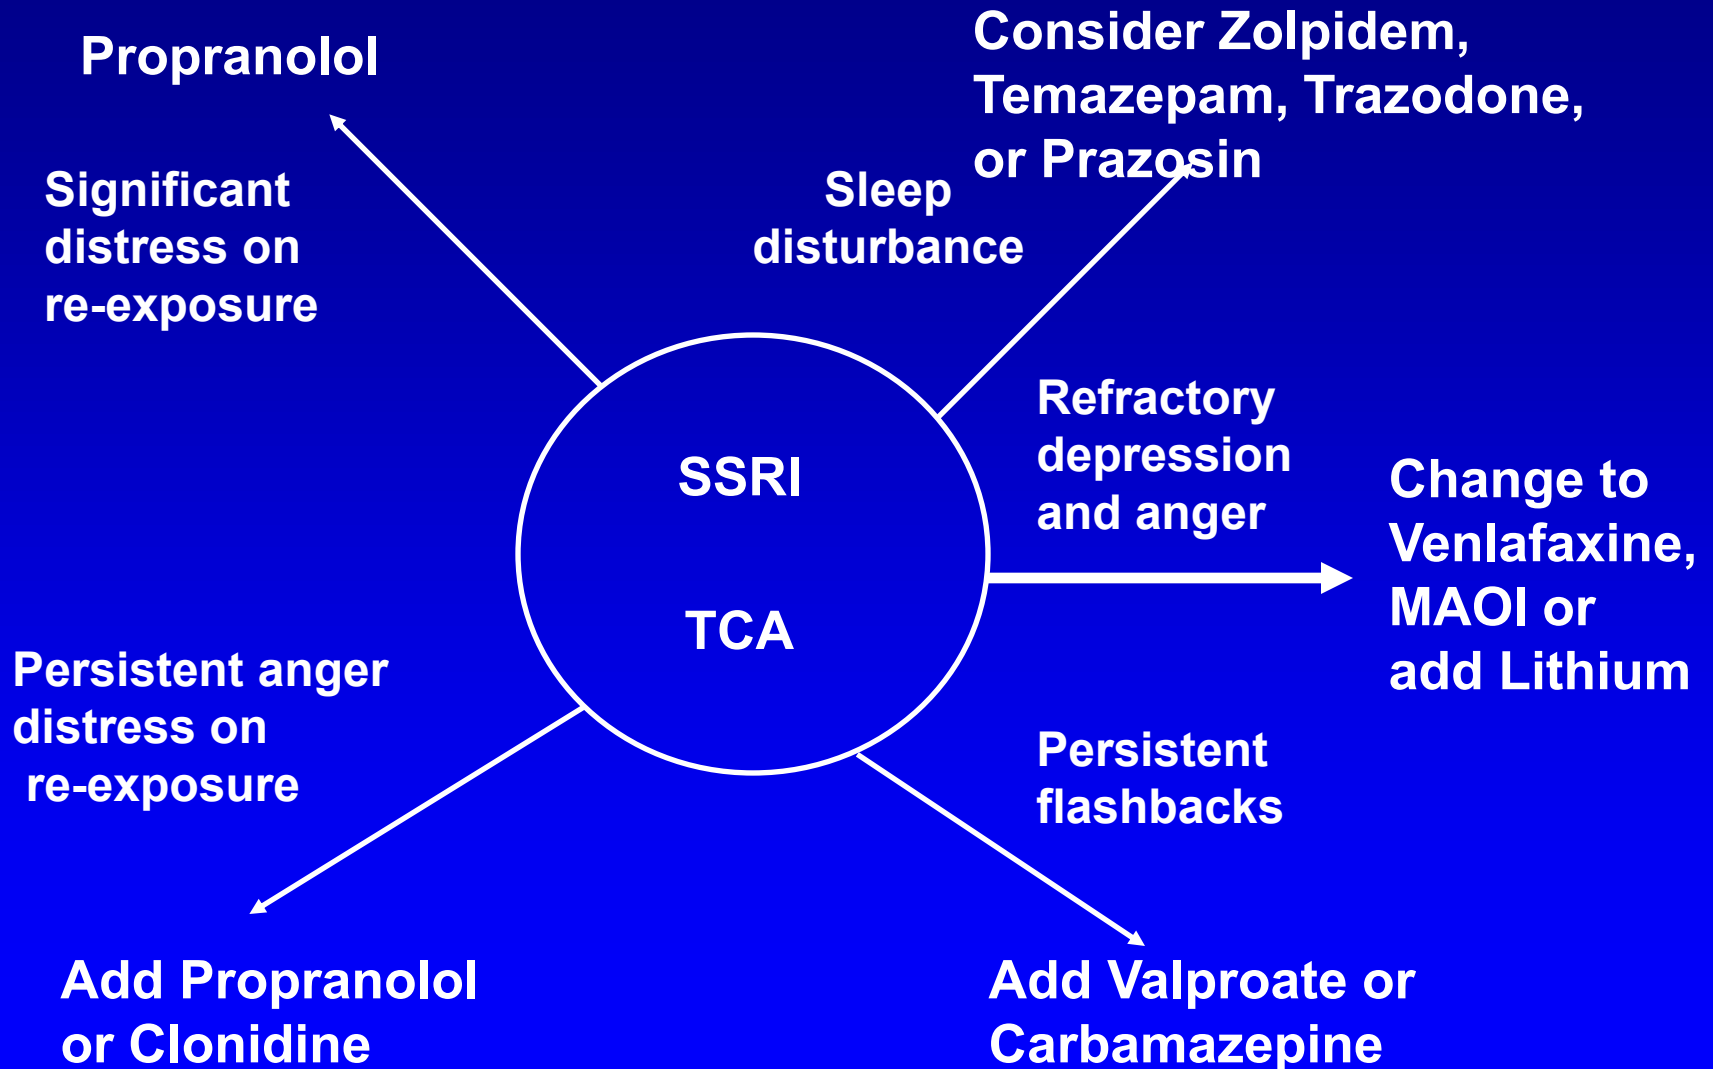 Propranolol
Consider Zolpidem,
Temazepam, Trazodone,
or Prazosin
Significant
distress on
re-exposure
Sleep
disturbance
SSRI
TCA
Refractory
depression
and anger
Change to
Venlafaxine,
MAOI or
add Lithium
Persistent anger
distress on
re-exposure
Persistent
flashbacks
Add Propranolol
or Clonidine
Add Valproate or
Carbamazepine